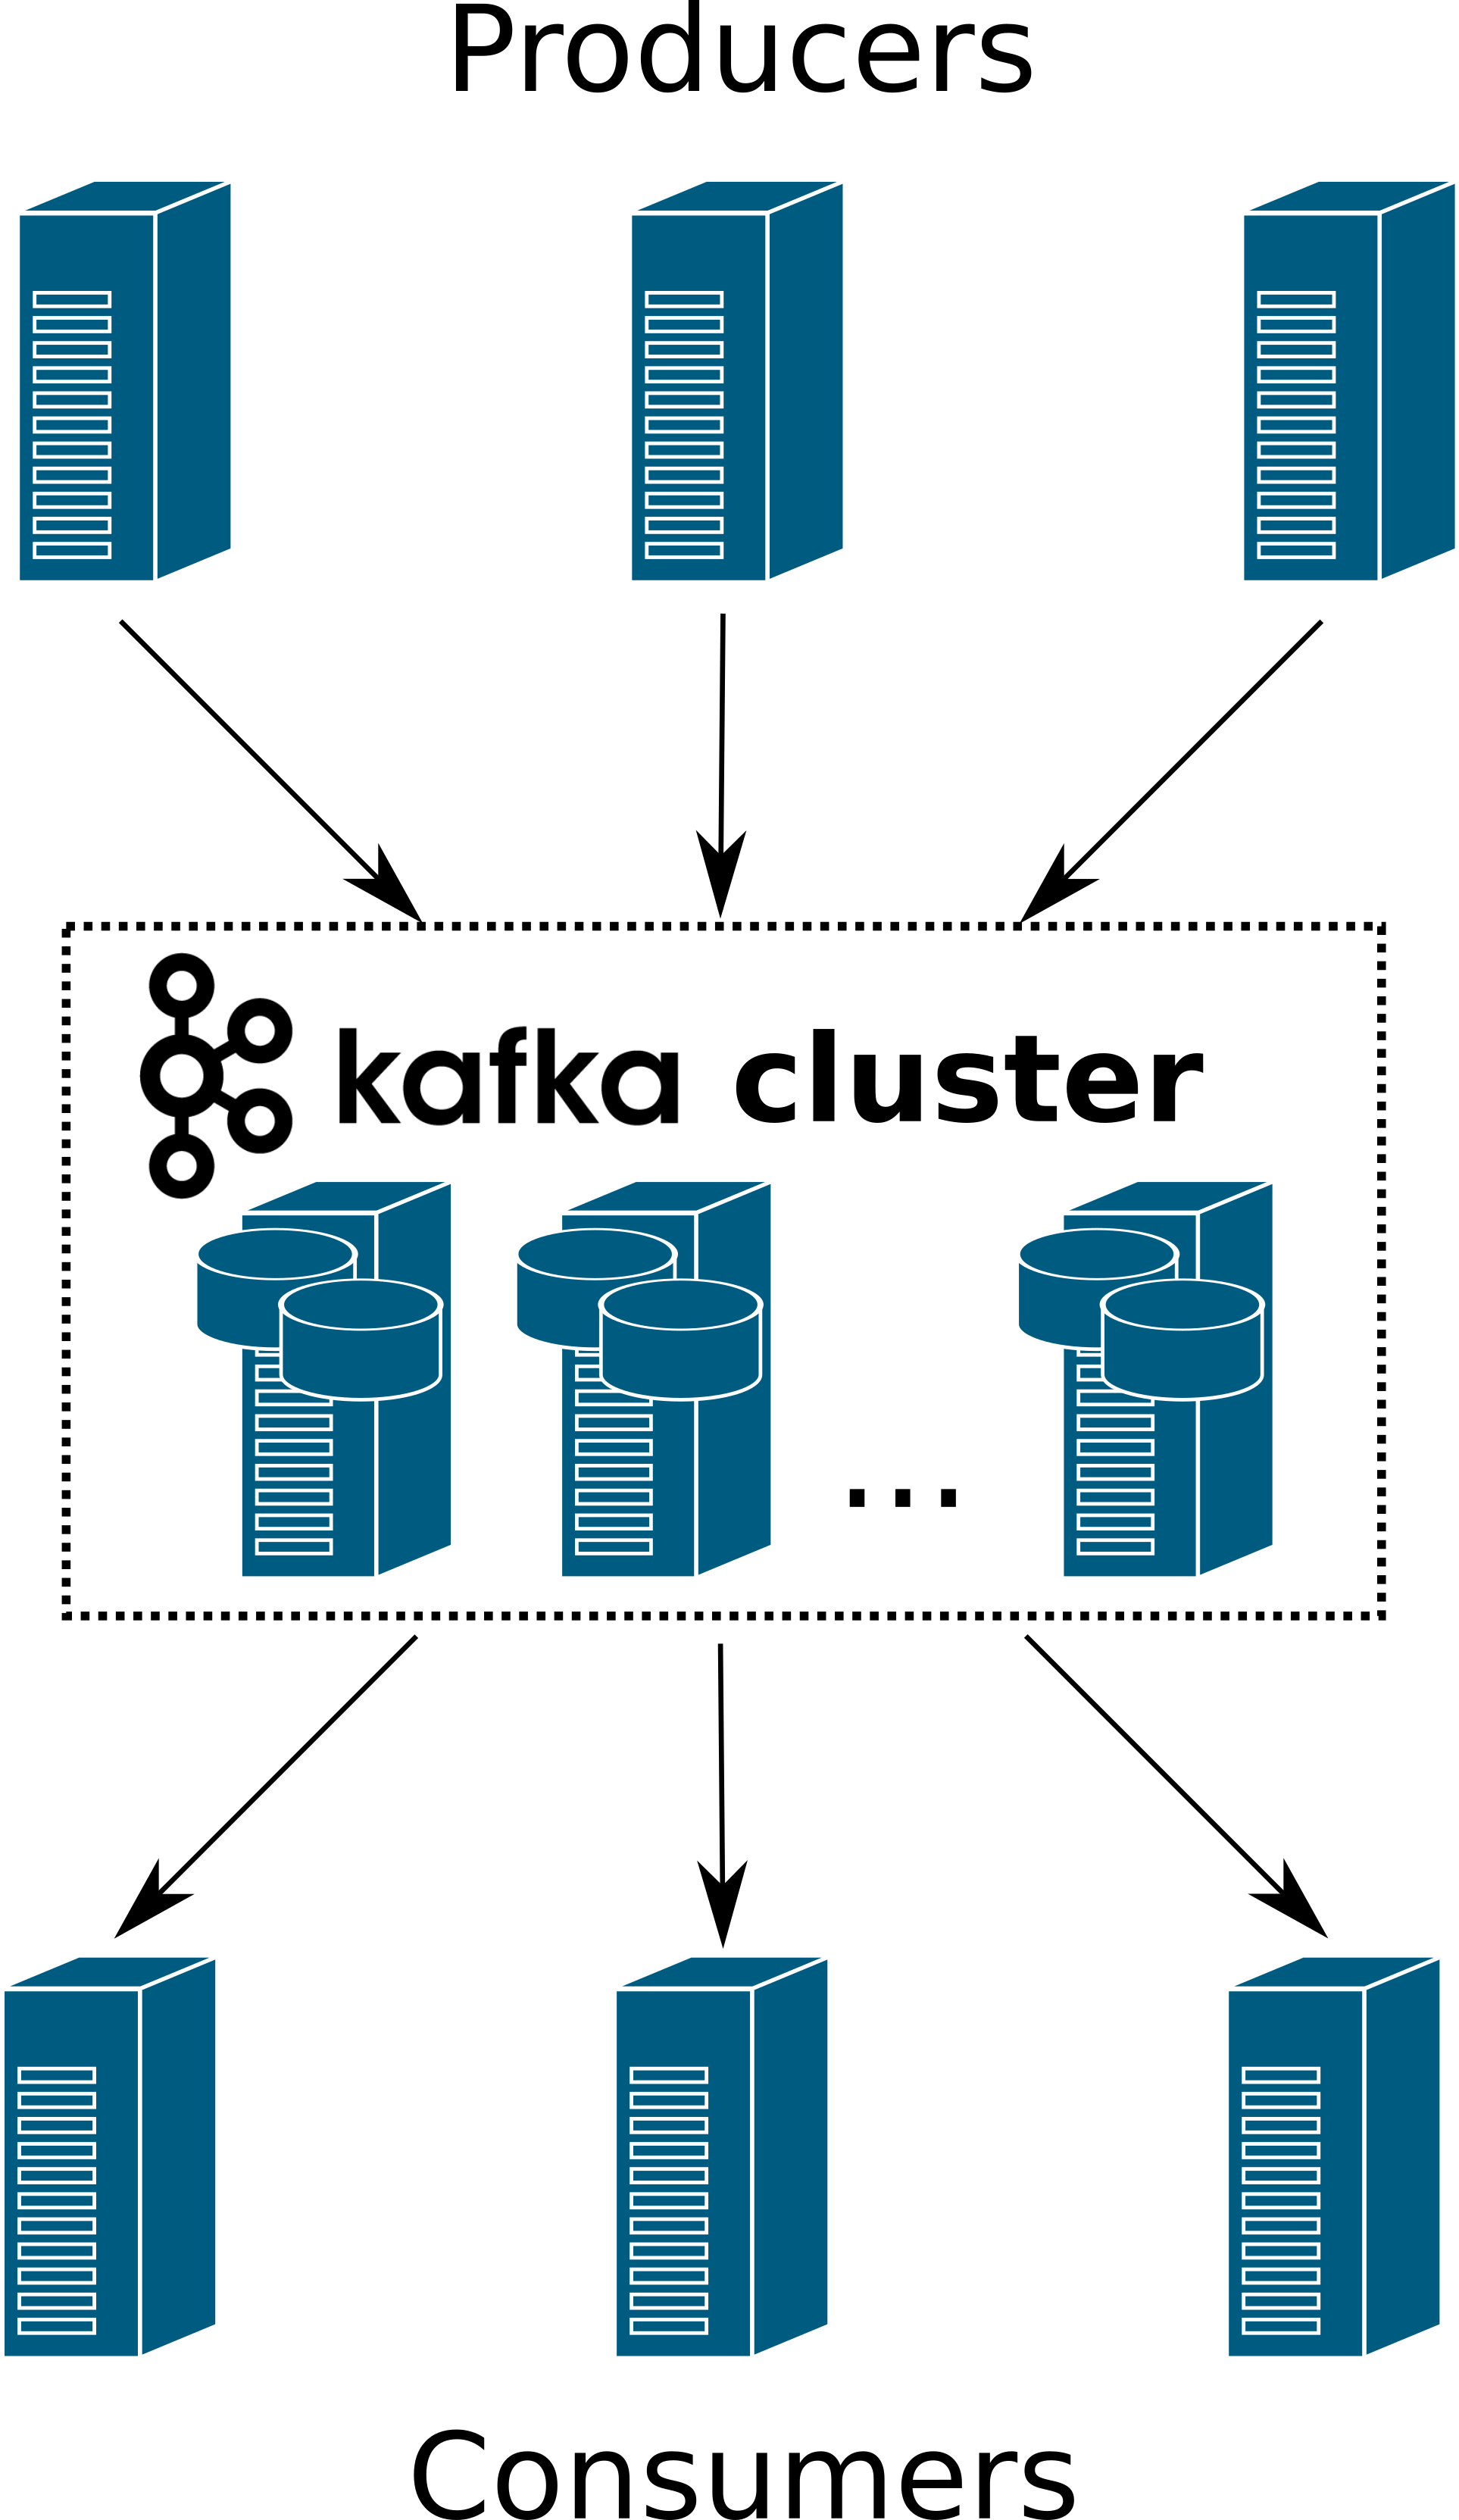 Producers
kafka cluster
...
Consumers